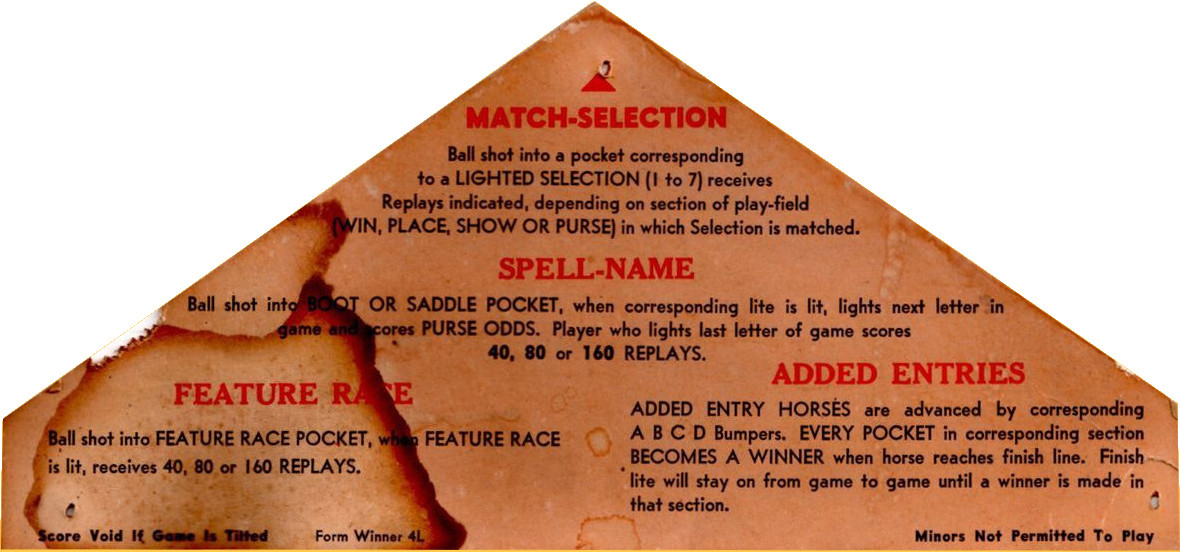 MATCH-SELECTION
Ball shot into a pocket corresponding
to a LIGHTED SELECTION (1 to 7) receives
Replays indicated, depending on section of play-field
(WIN, PLACE, SHOW OR PURSE) in which Selection is matched.
SPELL-NAME
Ball shot into BOOT OR SADDLE POCKET, when corresponding lite is lit, lights next letter in
game and scores PURSE ODDS. Player who lights last letter of game scores
40, 80 or 160 REPLAYS.
FEATURE RACE
Ball shot into FEATURE RACE POCKET, when FEATURE RACE
is lit, receives 40, 80 or 160 REPLAYS.
ADDED ENTRIES
ADDED ENTRY HORSES are advanced by corresponding
A B C D Bumpers. EVERY POCKET in corresponding section
BECOMES A WINNER when horse reaches finish line. Finish
lite will stay on from game to game until a winner is made in
that section.
Score Void If Game Is Tilted
Form Winner 4L
Minors Not Permitted To Play